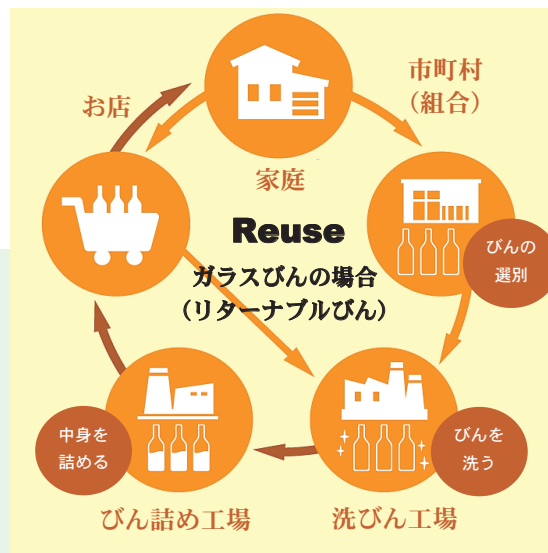 お店
市町村
（組合）
家庭
Reuse
ガラスびんの場合
（リターナブルびん）
びんの
選別
中身を
詰める
びんを
洗う
びん詰め工場
洗びん工場